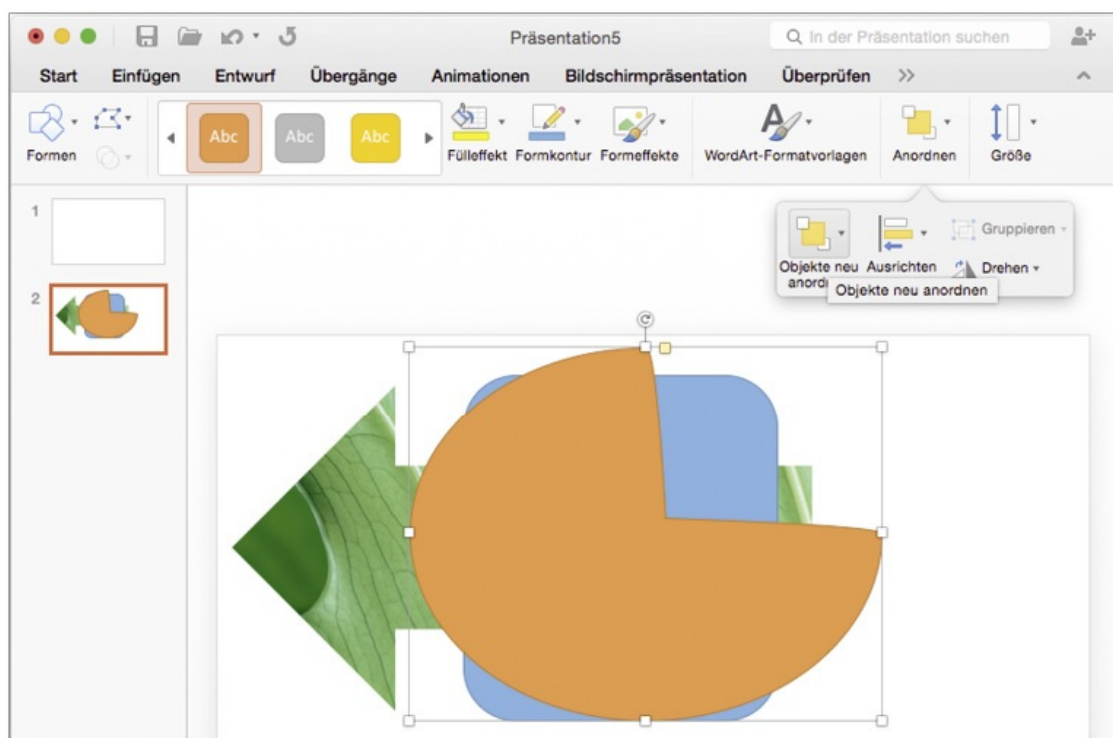 Präsentation5
In der Präsentation suchen
Start Einfügen Entwurf Übergänge Animationen Bildschirmpräsentation Überprüfen
Abc Abc Abc
Formen Fülleffekt Formkontur Formeffekte WordArt-Formatvorlagen Anordnen Größe
1
Gruppieren
Objekte neu Ausrichten Drehen
anord
Objekte neu anordnen
2